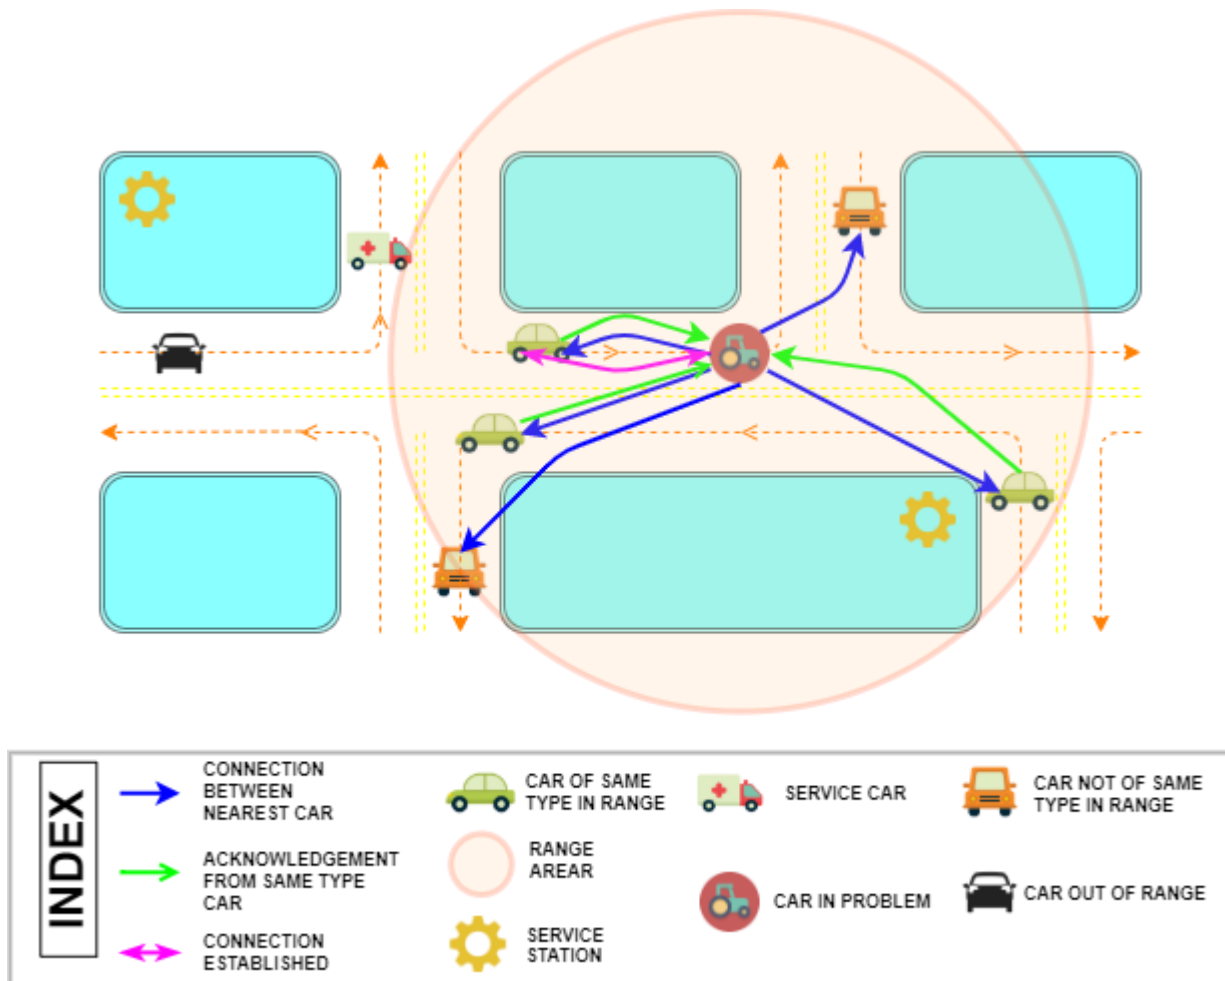 INDEX
CONNECTION
BETWEEN
NEAREST CAR
ACKNOWLEDGEMENT
FROM SAME TYPE
CAR
CONNECTION
ESTABLISHED
CAR OF SAME
TYPE IN RANGE
RANGE
AREAR
SERVICE
STATION
SERVICE CAR
CAR IN PROBLEM
CAR NOT OF SAME
TYPE IN RANGE
CAR OUT OF RANGE